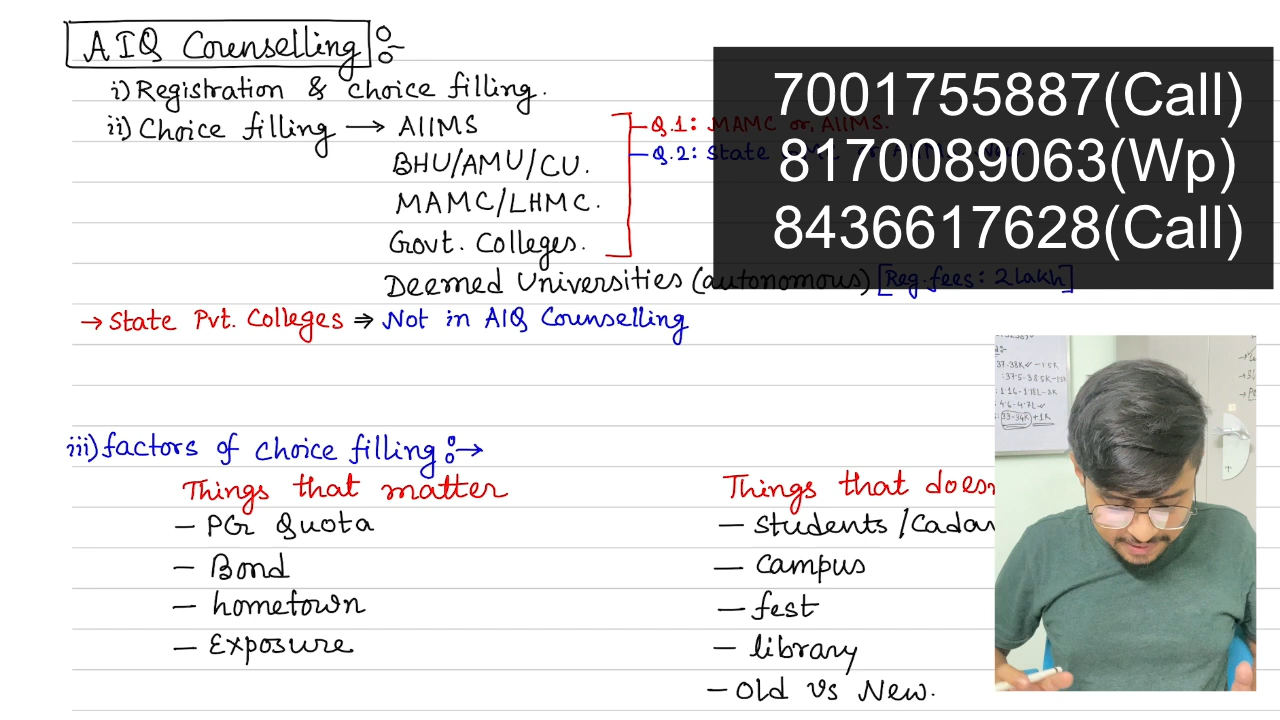 AIQ Counselling :-
i) Registration & choice filling.
ii) Choice filling → AIIMS
BHU/AMU/CU.
MAMC/LHMC.
Govt. Colleges.
Deemed Universities (autonomous) [Reg. fees: 2 lakh]
Q.1: MAMC or, AIIMS.
Q.2: State
7001755887(Call)
8170089063(Wp)
8436617628(Call)
→ State Pvt. Colleges ⇒ Not in AIQ Counselling
iii) factors of choice filling :→
Things that matter
- PG Quota
- Bond
- hometown
- Exposure
Things that
- Students /Cadar
- Campus
- fest
- library
- Old vs New.